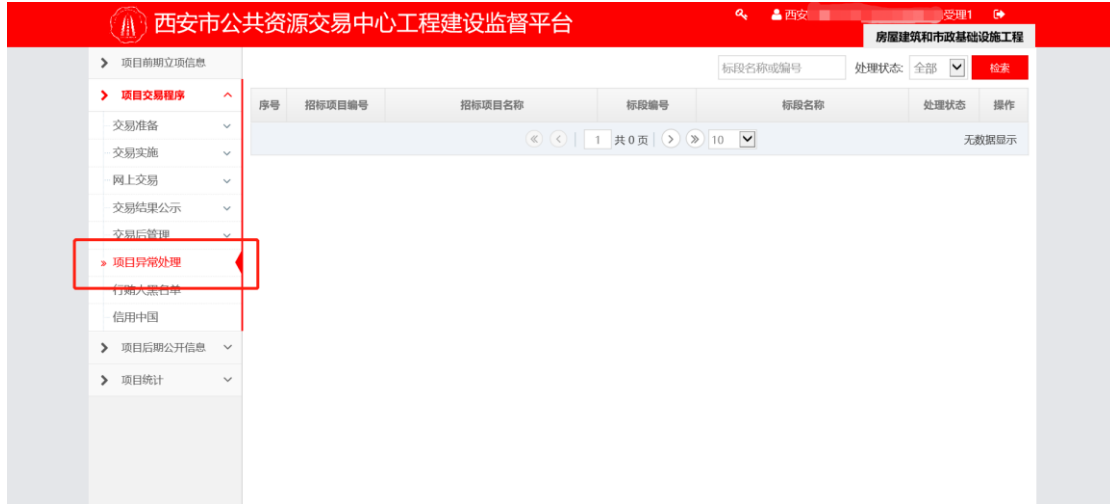 西安市公共资源交易中心工程建设监督平台
西安 受理1
房屋建筑和市政基础设施工程
项目前期立项信息
标段名称或编号 处理状态: 全部 检索
项目交易程序
序号 招标项目编号 招标项目名称 标段编号 标段名称 处理状态 操作
交易准备
1 共 0 页 10 无数据显示
交易实施
网上交易
交易结果公示
交易后管理
项目异常处理
行贿人黑名单
信用中国
项目后期公开信息
项目统计